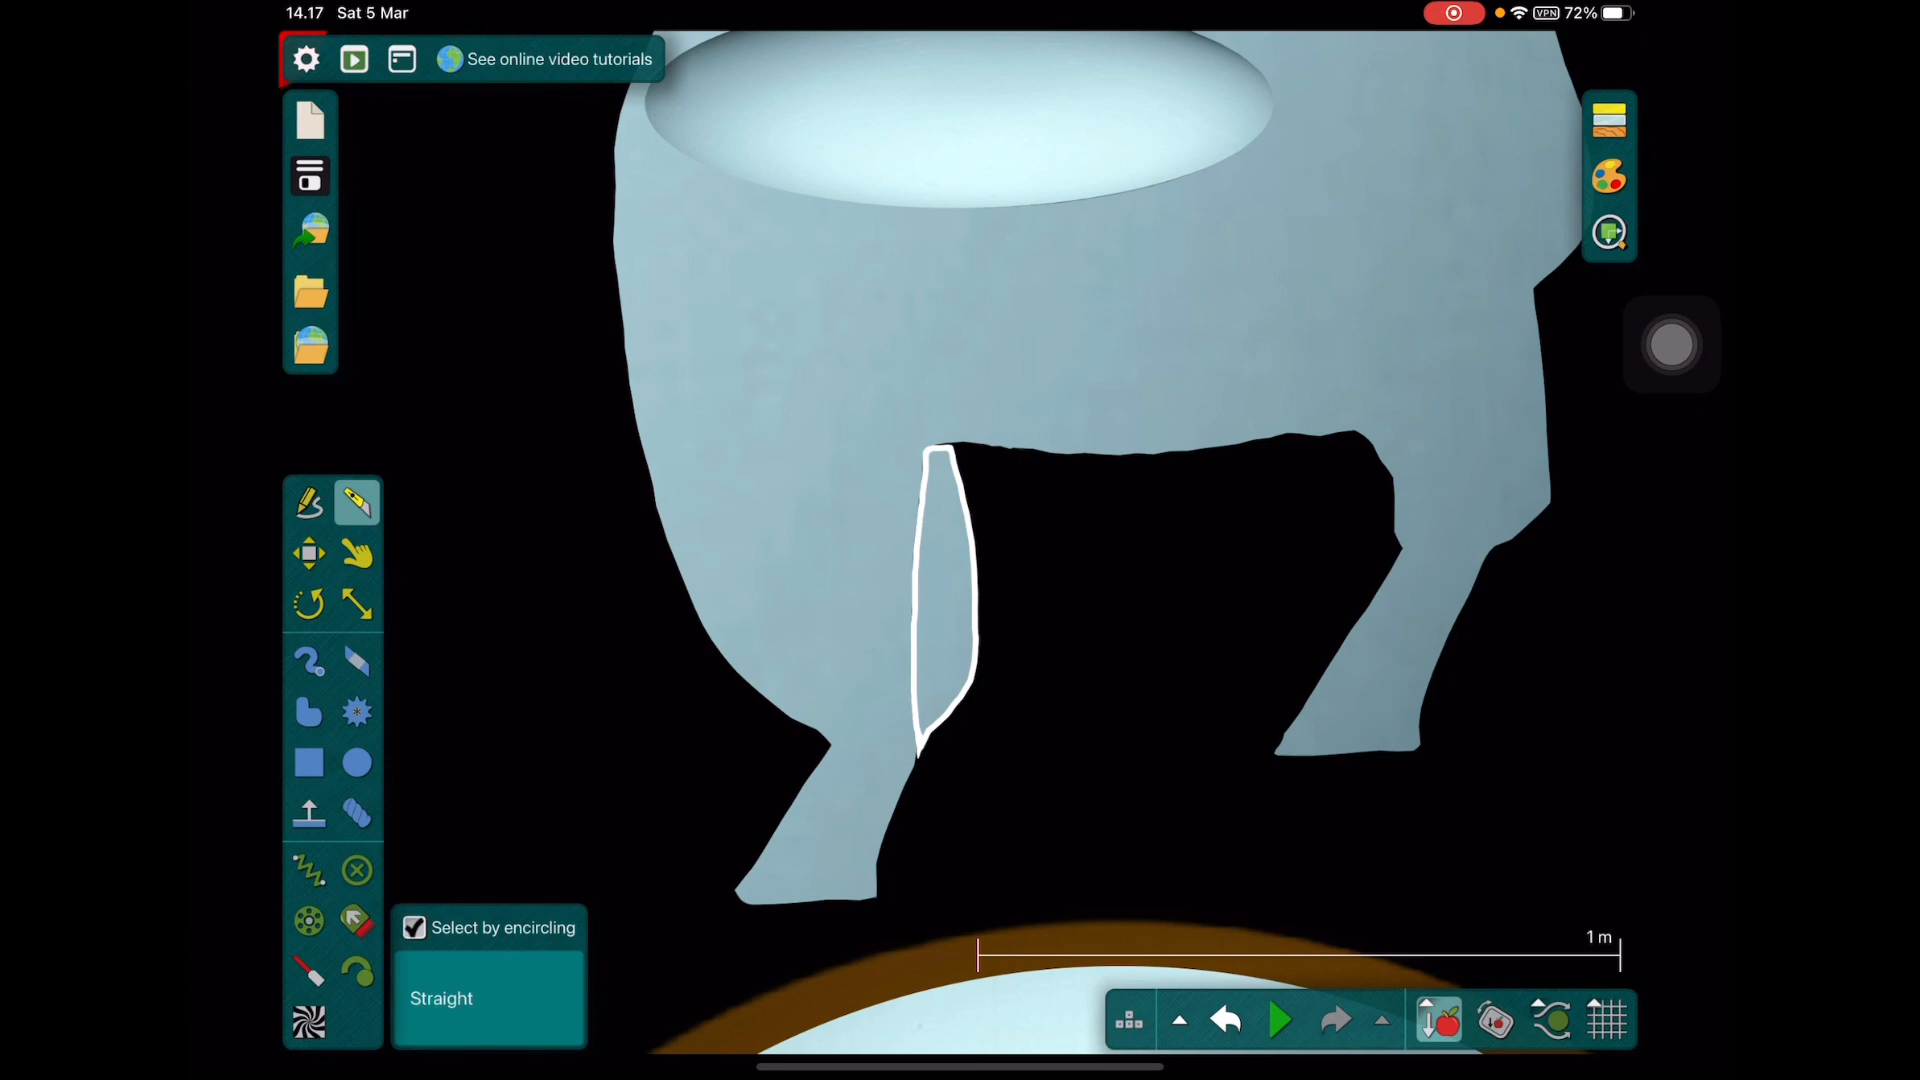 14.17 Sat 5 Mar
VPN 72%
See online video tutorials
Select by encircling
Straight
1 m